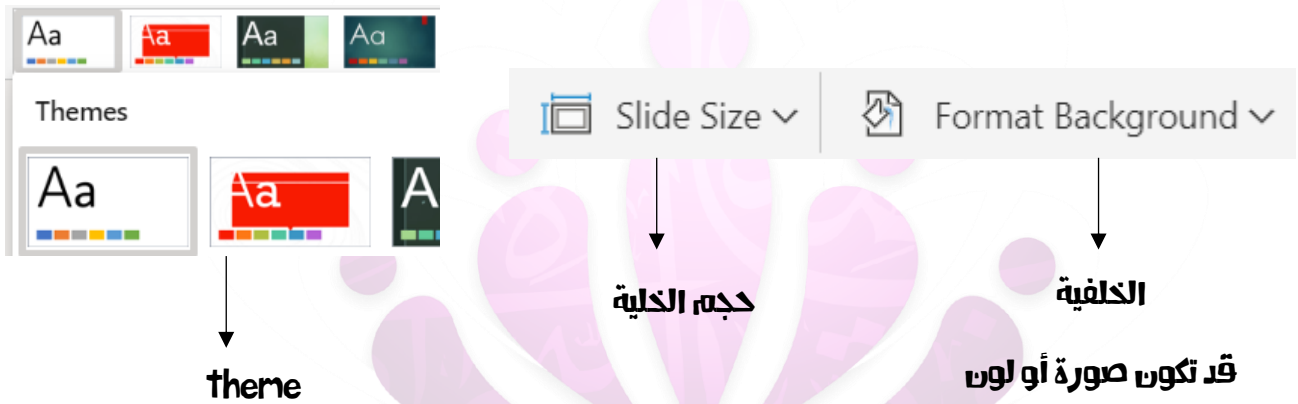 Aa Aa Aa Aa
Themes
Aa Aa A
Slide Size
Format Background
theme
حجم الخلية
الخلفية
قد تكون صورة أو لون